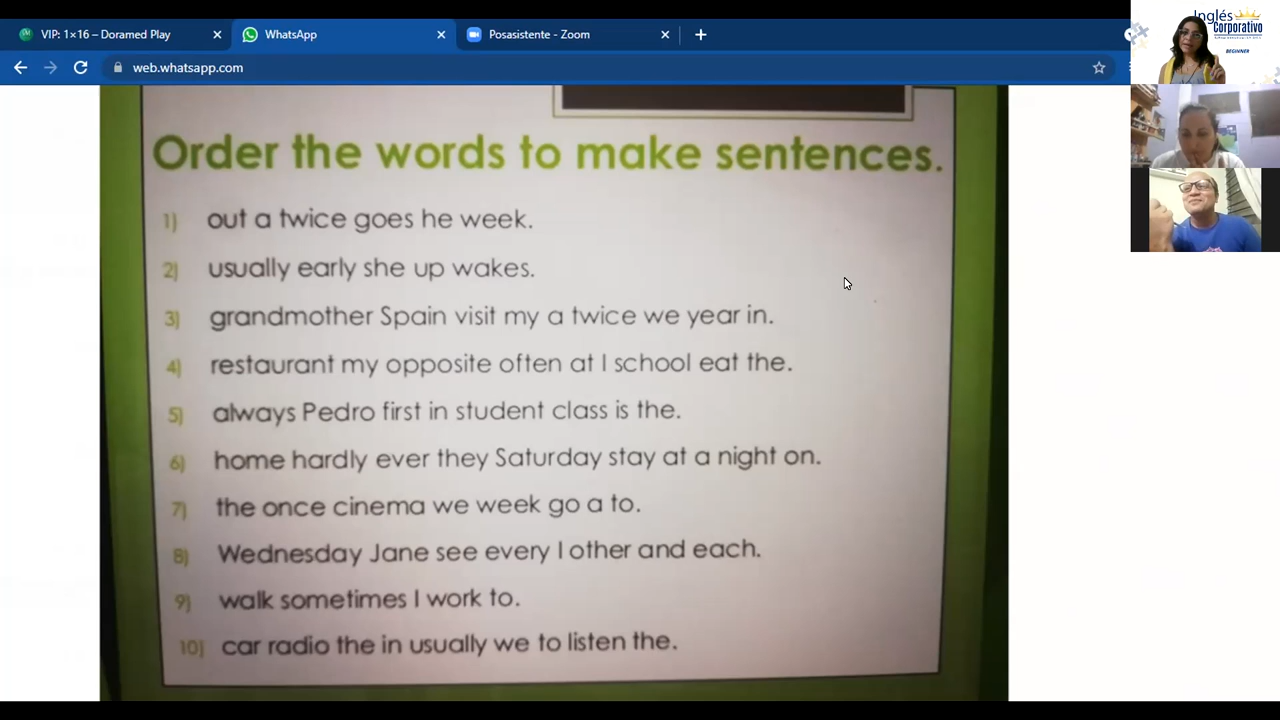 VIP: 1×16 – Doramed Play
WhatsApp
Posasistente - Zoom
web.whatsapp.com
Inglés
Corporativo
BEGINNER
Order the words to make sentences.
1) out a twice goes he week.
2) usually early she up wakes.
3) grandmother Spain visit my a twice we year in.
4) restaurant my opposite often at I school eat the.
5) always Pedro first in student class is the.
6) home hardly ever they Saturday stay at a night on.
7) the once cinema we week go a to.
8) Wednesday Jane see every I other and each.
9) walk sometimes I work to.
10) car radio the in usually we to listen the.